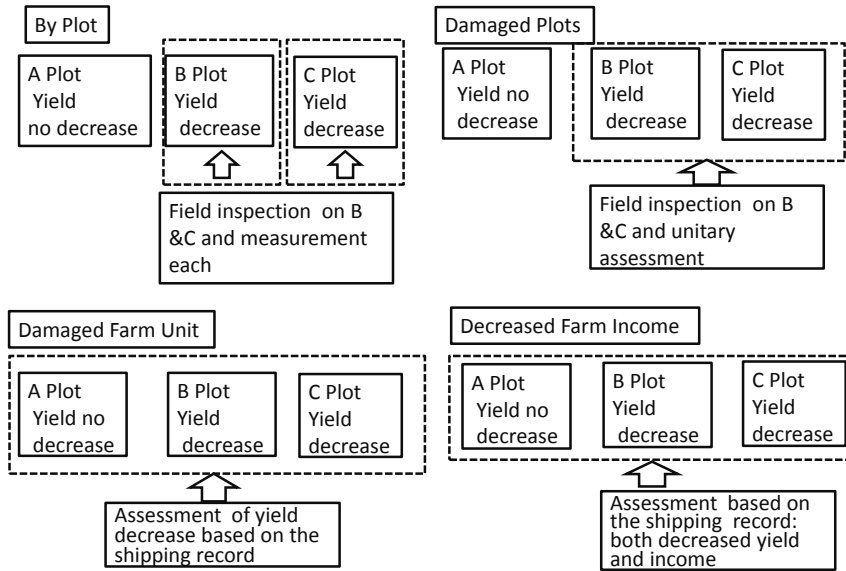 By Plot
A Plot
Yield
no decrease
B Plot
Yield
decrease
C Plot
Yield
decrease
Field inspection on B
&C and measurement
each
Damaged Plots
A Plot
Yield no
decrease
B Plot
Yield
decrease
C Plot
Yield
decrease
Field inspection on B
&C and unitary
assessment
Damaged Farm Unit
A Plot
Yield no
decrease
B Plot
Yield
decrease
C Plot
Yield
decrease
Assessment of yield
decrease based on the
shipping record
Decreased Farm Income
A Plot
Yield no
decrease
B Plot
Yield
decrease
C Plot
Yield
decrease
Assessment based on
the shipping record:
both decreased yield
and income